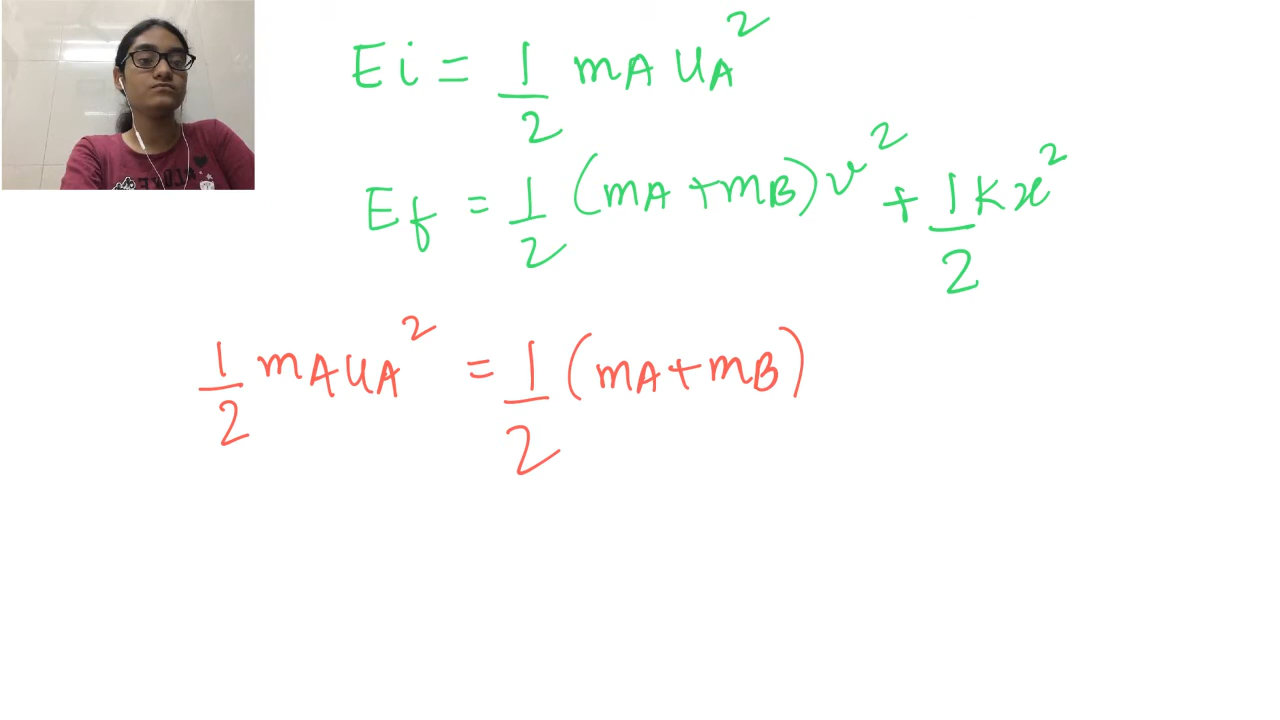 Ei = 1/2 mA uA²
Ef = 1/2 (mA + mB) v² + 1/2 K x²
1/2 mA uA² = 1/2 (mA + mB)